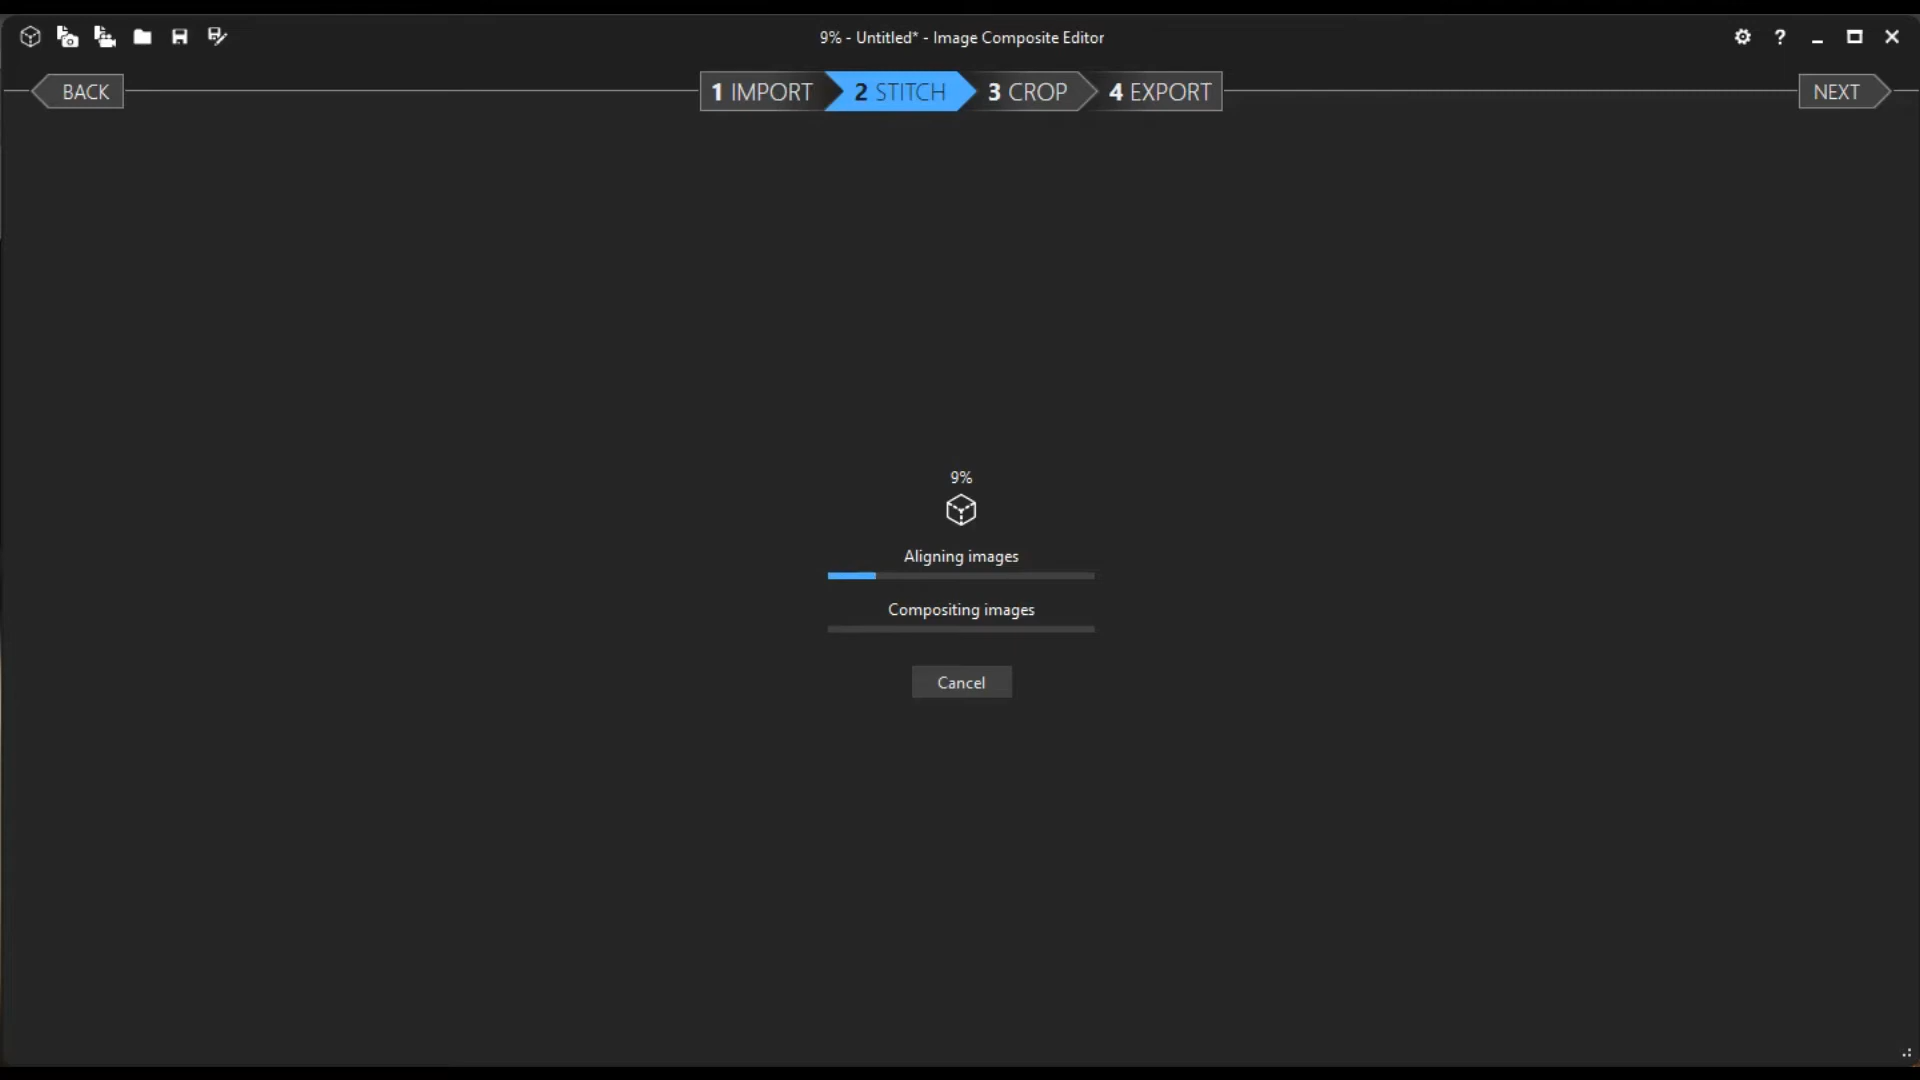 9% - Untitled* - Image Composite Editor
BACK
1 IMPORT 2 STITCH 3 CROP 4 EXPORT
NEXT
9%
Aligning images
Compositing images
Cancel